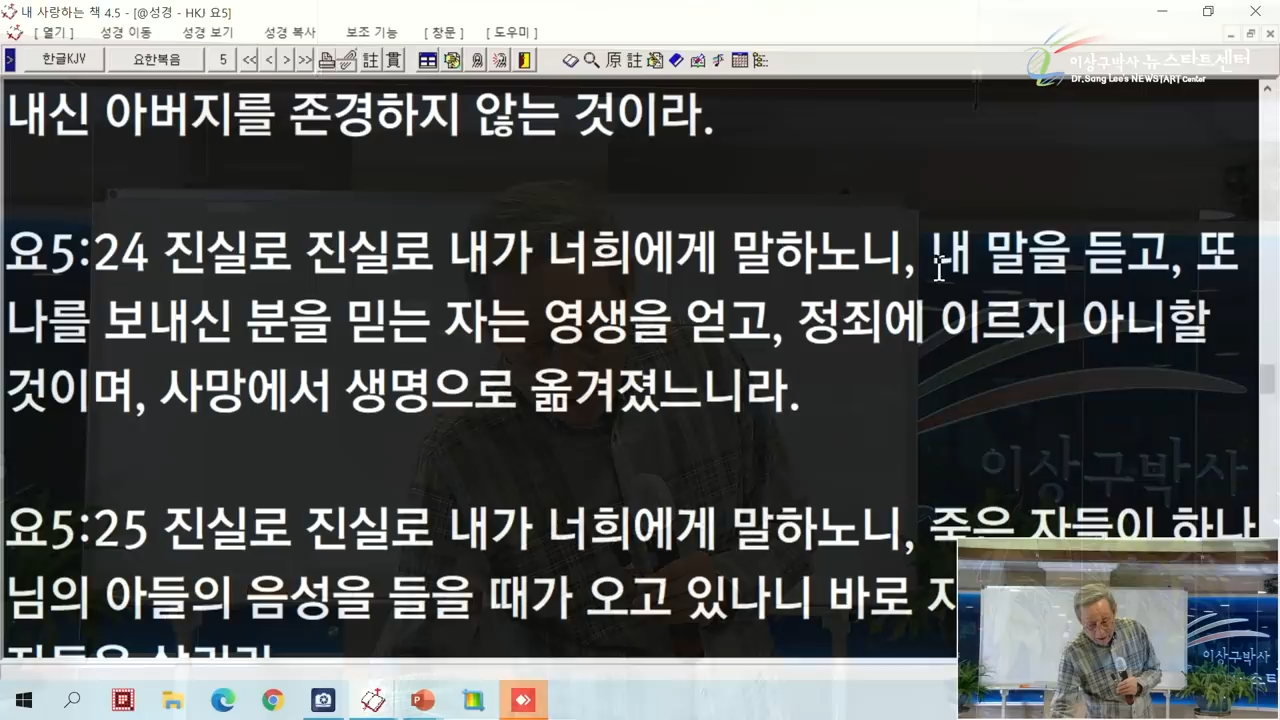 내 사랑하는 책 4.5 - [@성경 - HKJ 요5]
[ 열기 ] 성경 이동 성경 보기 성경 복사 보조 기능 [ 창문 ] [ 도우미 ]
> 한글KJV 요한복음 5 << < > >> 註 貫 原 註
이상구박사 뉴스타트센터
Dr.Sang Lee's NEWSTART Center
내신 아버지를 존경하지 않는 것이라.
요5:24 진실로 진실로 내가 너희에게 말하노니, 내 말을 듣고, 또
나를 보내신 분을 믿는 자는 영생을 얻고, 정죄에 이르지 아니할
것이며, 사망에서 생명으로 옮겨졌느니라.
이상구박사
요5:25 진실로 진실로 내가 너희에게 말하노니, 죽은 자들이 하나
님의 아들의 음성을 들을 때가 오고 있나니 바로
이상구박사